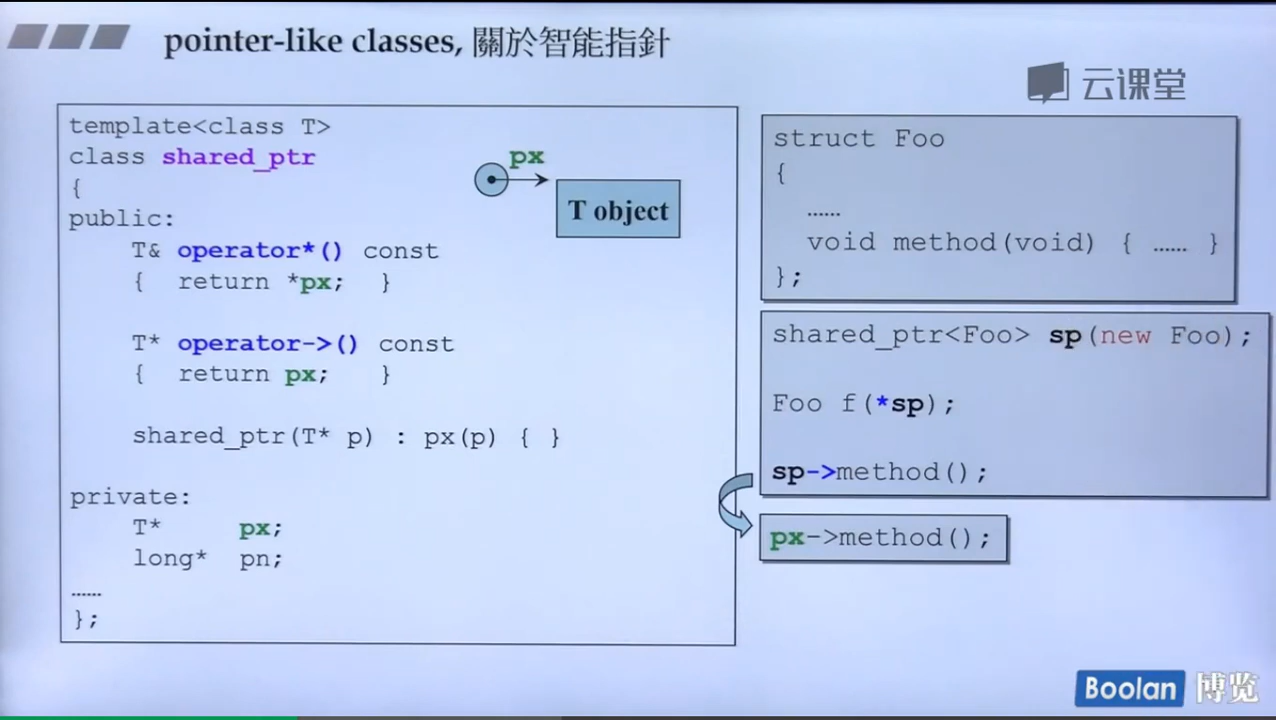 pointer-like classes, 關於智能指針
云课堂
template<class T>
class shared_ptr
{
public:
T& operator*() const
{ return *px; }
T* operator->() const
{ return px; }
shared_ptr(T* p) : px(p) { }
private:
T* px;
long* pn;
……
};
px
T object
struct Foo
{
……
void method(void) { …… }
};
shared_ptr<Foo> sp(new Foo);
Foo f(*sp);
sp->method();
px->method();
Boolan 博览